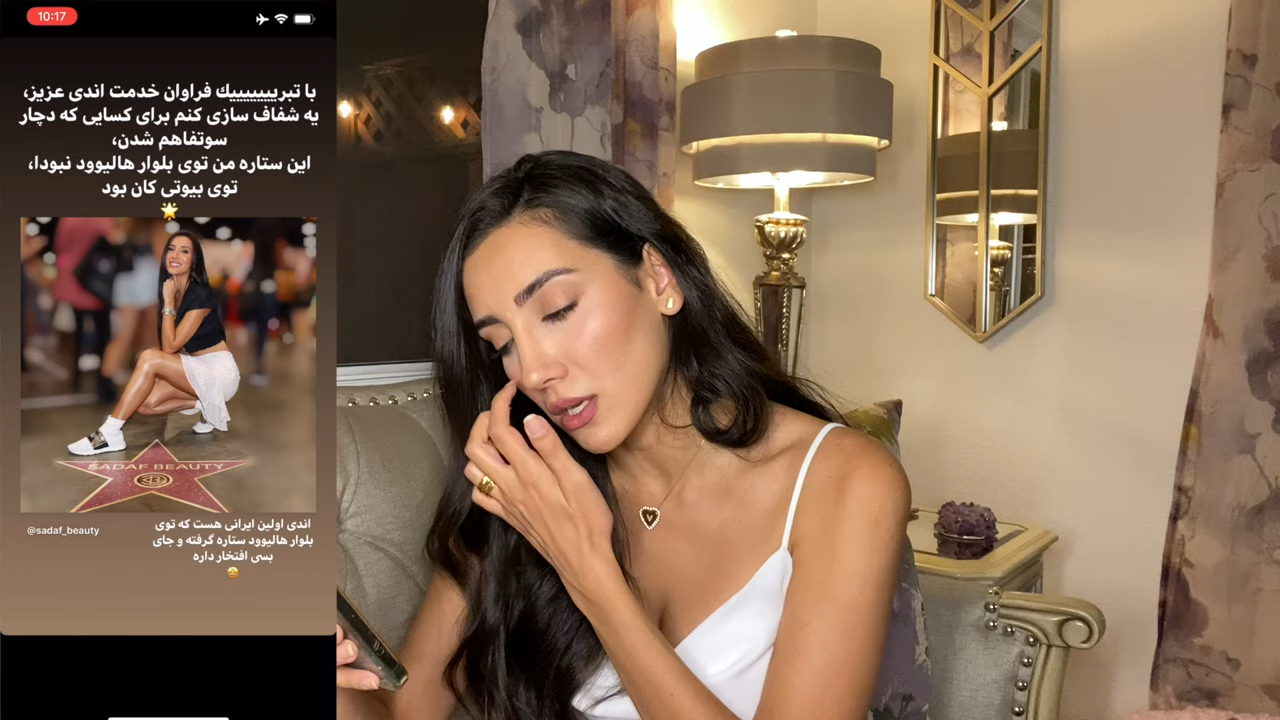 10:17
با تبریییییییک فراوان خدمت اندی عزیز،
یه شفاف سازی کنم برای کسایی که دچار
سوتفاهم شدن،
این ستاره من توی بلوار هالیوود نبودا،
توی بیوتی کان بود
🌟
SADAF BEAUTY
@sadaf_beauty
اندی اولین ایرانی هست که توی
بلوار هالیوود ستاره گرفته و جای
بسی افتخار داره
🤩